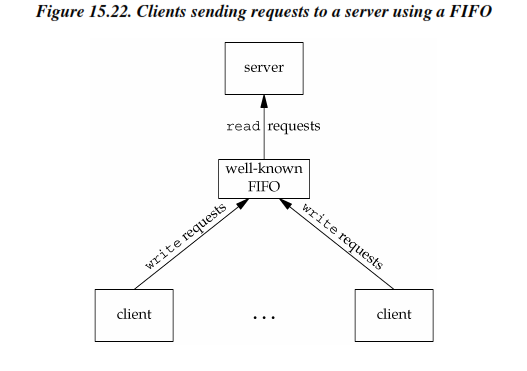 Figure 15.22. Clients sending requests to a server using a FIFO
server
read requests
well-known
FIFO
write requests
write requests
client
...
client